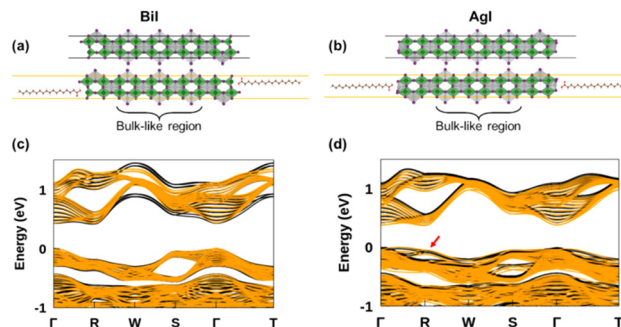 BiI AgI
(a) (b)
Bulk-like region Bulk-like region
(c) (d)
Energy (eV) Energy (eV)
1 1
0 0
-1 -1
Γ R W S Γ T Γ R W S Γ T